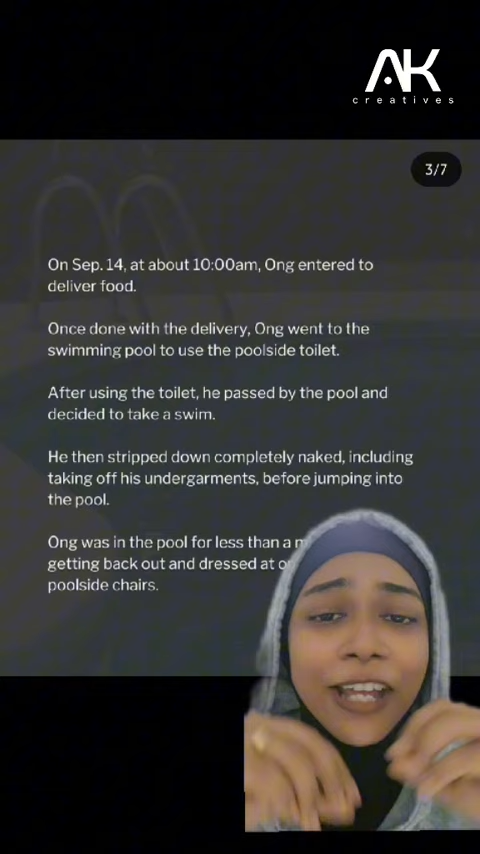 AK
creatives
3/7
On Sep. 14, at about 10:00am, Ong entered to
deliver food.
Once done with the delivery, Ong went to the
swimming pool to use the poolside toilet.
After using the toilet, he passed by the pool and
decided to take a swim.
He then stripped down completely naked, including
taking off his undergarments, before jumping into
the pool.
Ong was in the pool for less than a
getting back out and dressed at
poolside chairs.